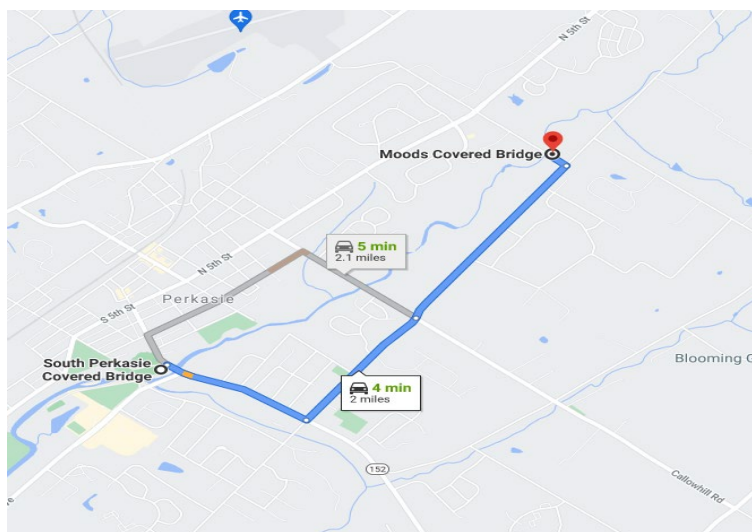 N 5th St
Moods Covered Bridge
5 min
2.1 miles
N 5th St
Perkasie
S 5th St
South Perkasie
Covered Bridge
4 min
2 miles
Blooming G
152
Callowhill Rd
ve